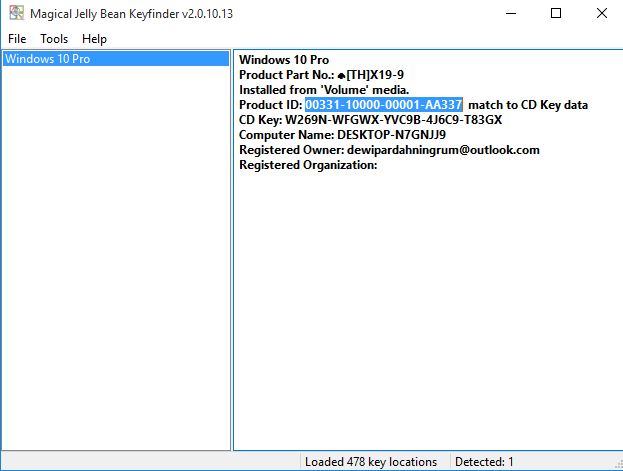 Magical Jelly Bean Keyfinder v2.0.10.13
File Tools Help
Windows 10 Pro
Windows 10 Pro
Product Part No.: ♠[TH]X19-9
Installed from 'Volume' media.
Product ID: 00331-10000-00001-AA337 match to CD Key data
CD Key: W269N-WFGWX-YVC9B-4J6C9-T83GX
Computer Name: DESKTOP-N7GNJJ9
Registered Owner: dewipardahningrum@outlook.com
Registered Organization:
Loaded 478 key locations
Detected: 1